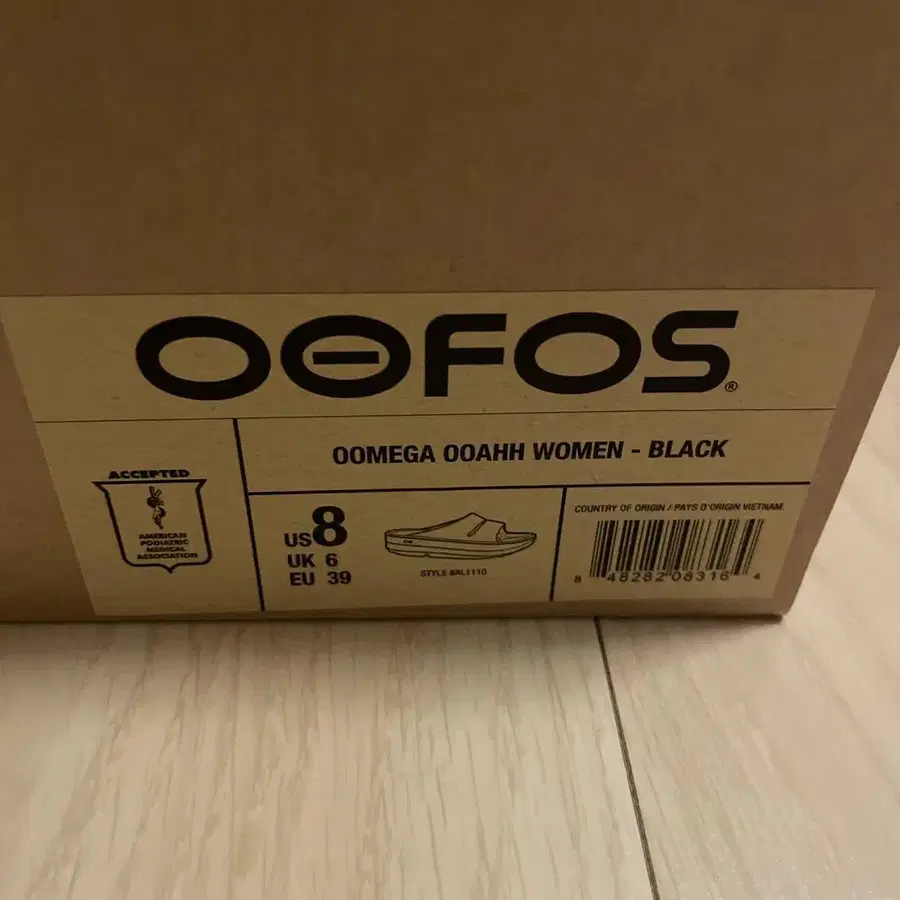 OOFOS®
ACCEPTED
AMERICAN
PODIATRIC
MEDICAL
ASSOCIATION
OOMEGA OOAHH WOMEN - BLACK
US 8
UK 6
EU 39
STYLE #AL1110
COUNTRY OF ORIGIN / PAYS D'ORIGIN VIETNAM
8 48282 08316 4